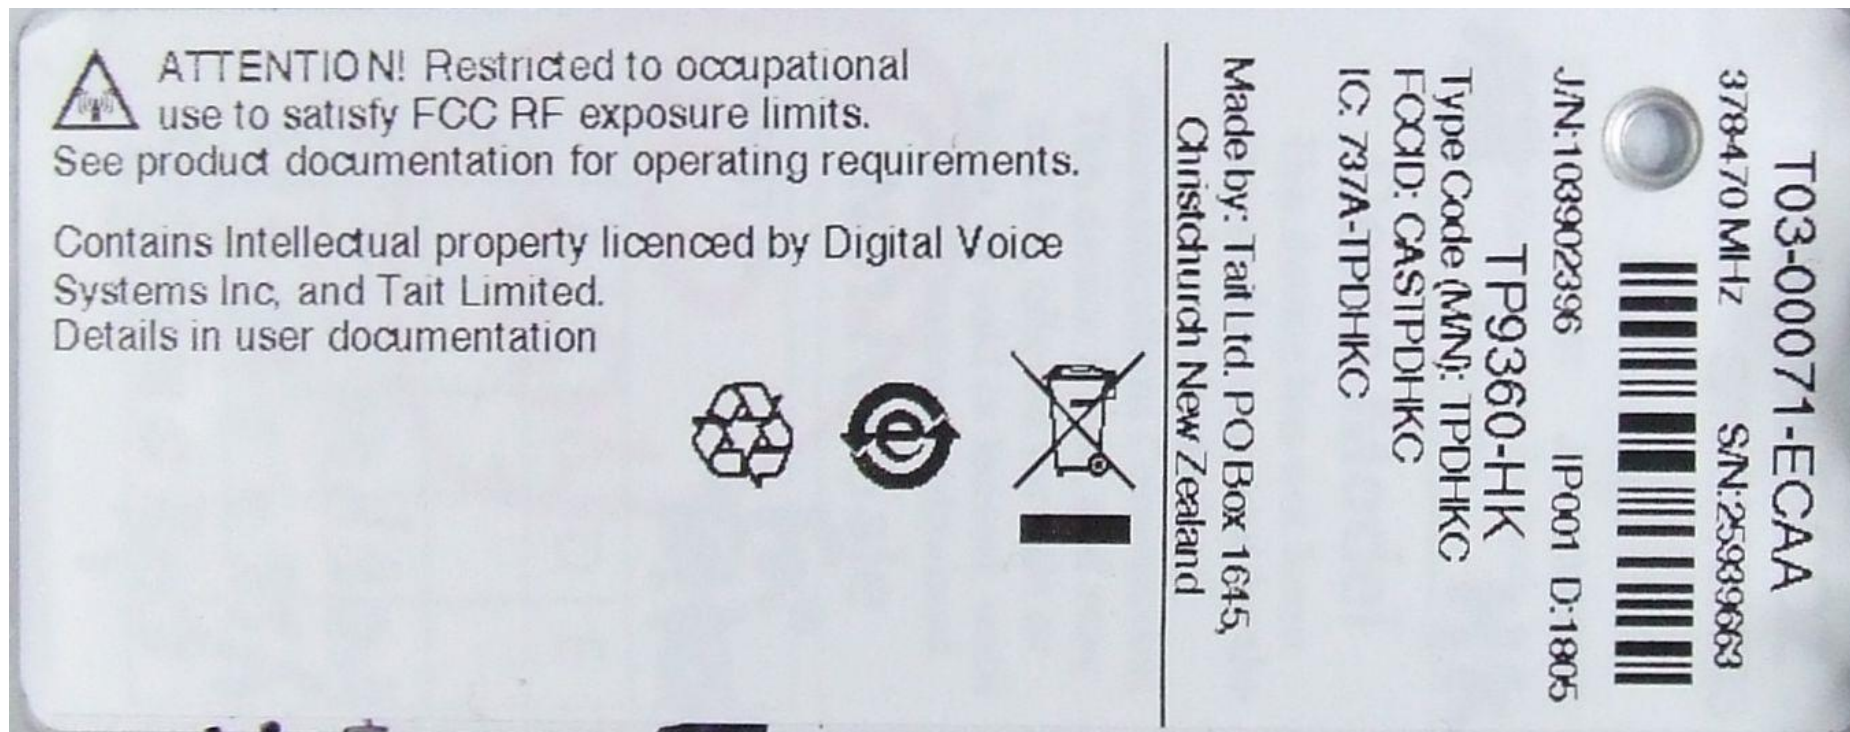 ATTENTION! Restricted to occupational
use to satisfy FCC RF exposure limits.
See product documentation for operating requirements.
Contains Intellectual property licenced by Digital Voice
Systems Inc, and Tait Limited.
Details in user documentation
T03-00071-ECAA
378-470 MHz S/N:25939663
J/N:103902396 IP001 D:1805
TP9360-HK
Type Code (M/N): TPDHKC
FCCID: CASTPDHKC
IC: 737A-TPDHKC
Made by: Tait Ltd. PO Box 1645,
Christchurch New Zealand